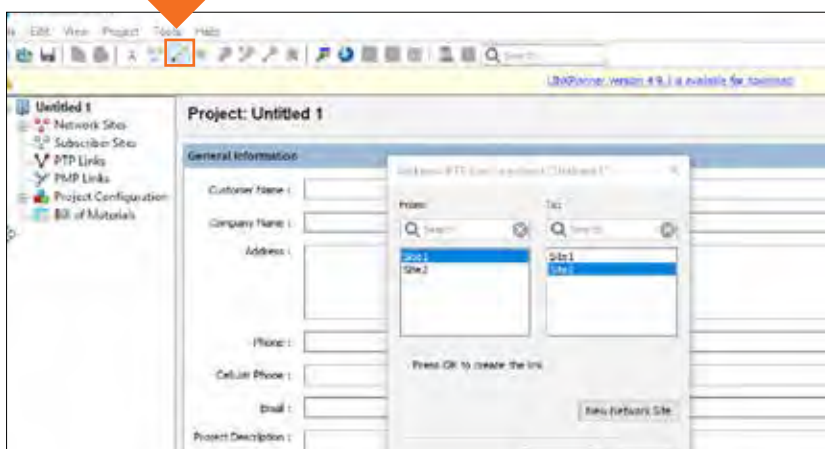 Edit View Project Tools Help
Search
LINKPlanner version 4.9.1 is available for download
Untitled 1
Network Sites
Subscriber Sites
PTP Links
PMP Links
Project Configuration
Bill of Materials
Project: Untitled 1
General Information
Customer Name :
Company Name :
Address :
Phone :
Cellular Phone :
Email :
Project Description :
From:
To:
Search
Search
Site1
Site2
Site1
Site2
Press OK to create the link
New Network Site